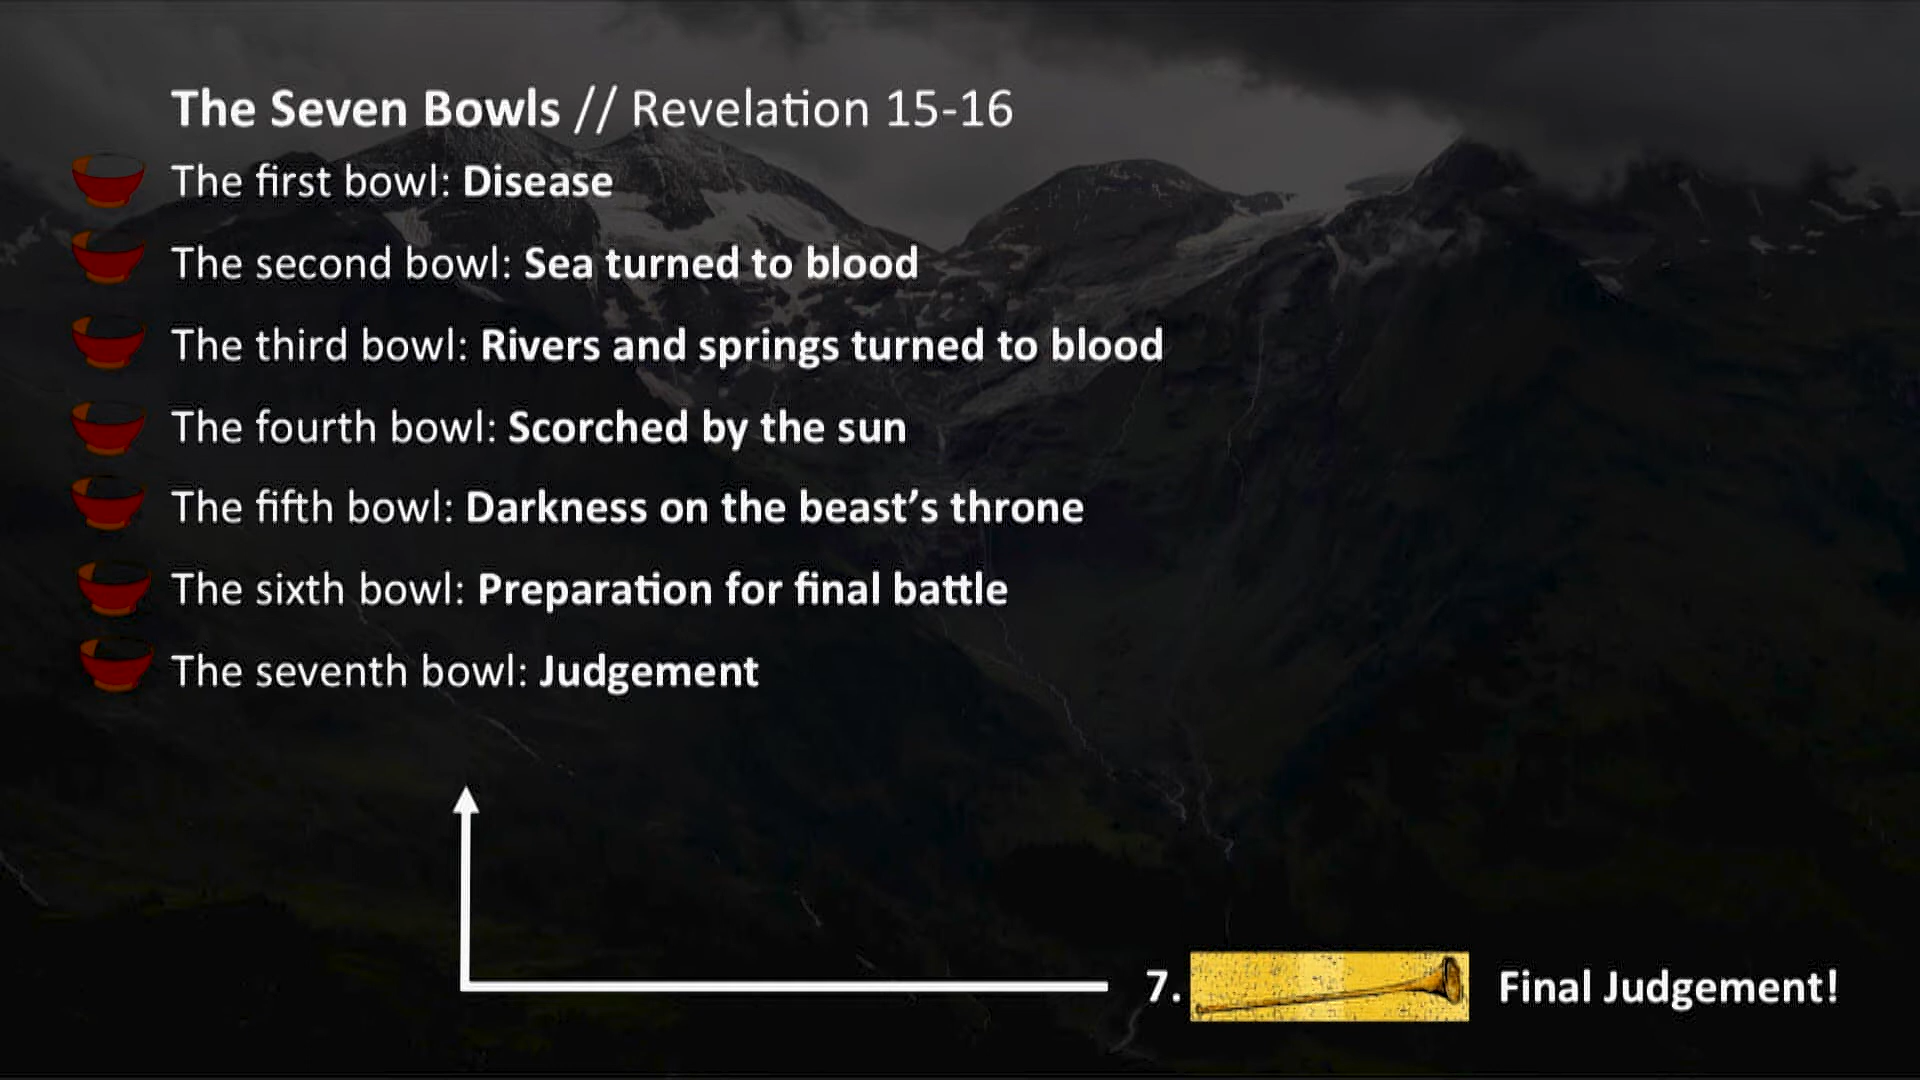 The Seven Bowls // Revelation 15-16
The first bowl: Disease
The second bowl: Sea turned to blood
The third bowl: Rivers and springs turned to blood
The fourth bowl: Scorched by the sun
The fifth bowl: Darkness on the beast’s throne
The sixth bowl: Preparation for final battle
The seventh bowl: Judgement
7. Final Judgement!